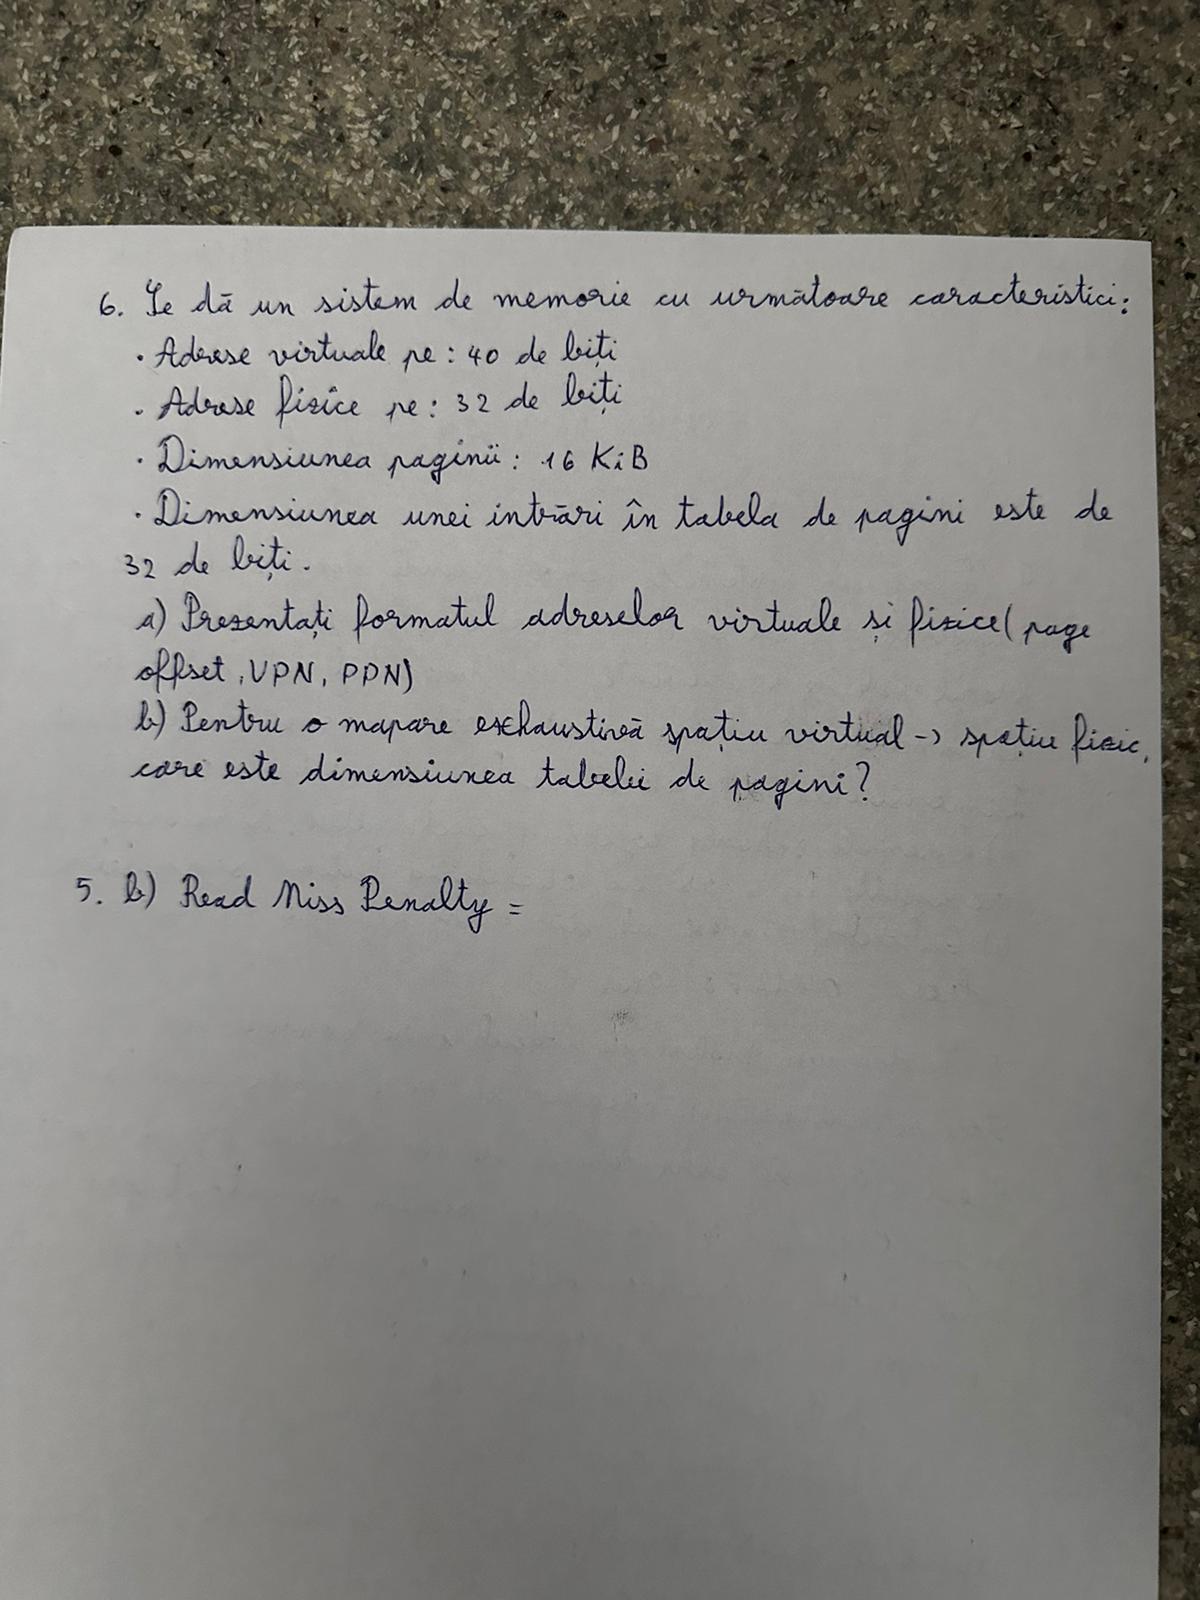 6. Se dă un sistem de memorie cu următoare caracteristici:
• Adrese virtuale pe: 40 de biți
• Adrese fizice pe: 32 de biți
• Dimensiunea paginii: 16 KiB
• Dimensiunea unei intrări în tabela de pagini este de
32 de biți.
a) Prezentați formatul adreselor virtuale și fizice (page
offset, VPN, PPN)
b) Pentru o mapare exhaustivă spațiu virtual -> spațiu fizic,
care este dimensiunea tabelei de pagini?
5. b) Read Miss Penalty =